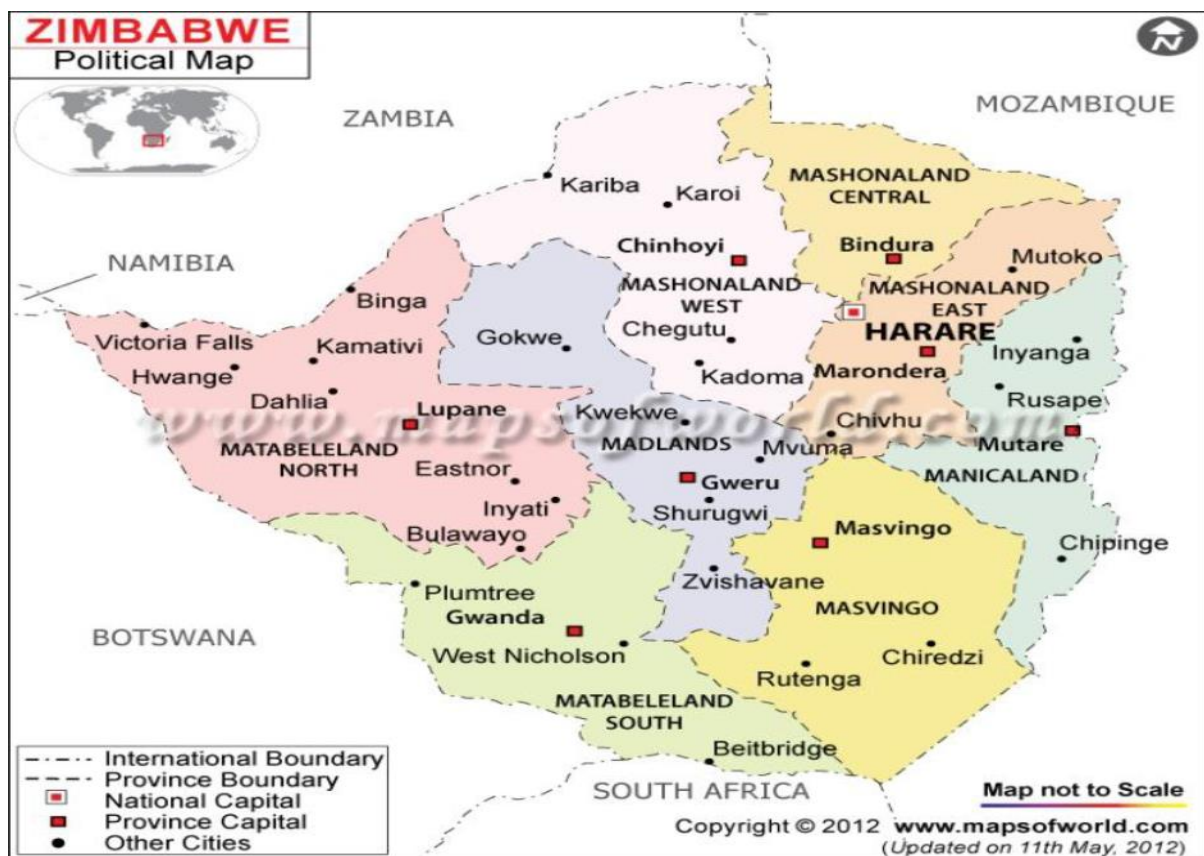 ZIMBABWE
Political Map
N
ZAMBIA
MOZAMBIQUE
NAMIBIA
Kariba
Karoi
MASHONALAND
CENTRAL
Chinhoyi
Bindura
Mutoko
MASHONALAND
WEST
MASHONALAND
EAST
Binga
HARARE
Victoria Falls
Kamativi
Gokwe
Chegutu
Inyanga
Hwange
Kadoma
Marondera
Dahlia
Rusape
Lupane
Kwekwe
Chivhu
www.mapsofworld.com
MATABELELAND
NORTH
MADLANDS
Mvuma
Mutare
Eastnor
Gweru
MANICALAND
Inyati
Shurugwi
Bulawayo
Masvingo
Chipinge
Plumtree
Zvishavane
Gwanda
MASVINGO
BOTSWANA
West Nicholson
Chiredzi
Rutenga
MATABELELAND
SOUTH
Beitbridge
SOUTH AFRICA
International Boundary
Province Boundary
National Capital
Province Capital
Other Cities
Map not to Scale
Copyright © 2012 www.mapsofworld.com
(Updated on 11th May, 2012)